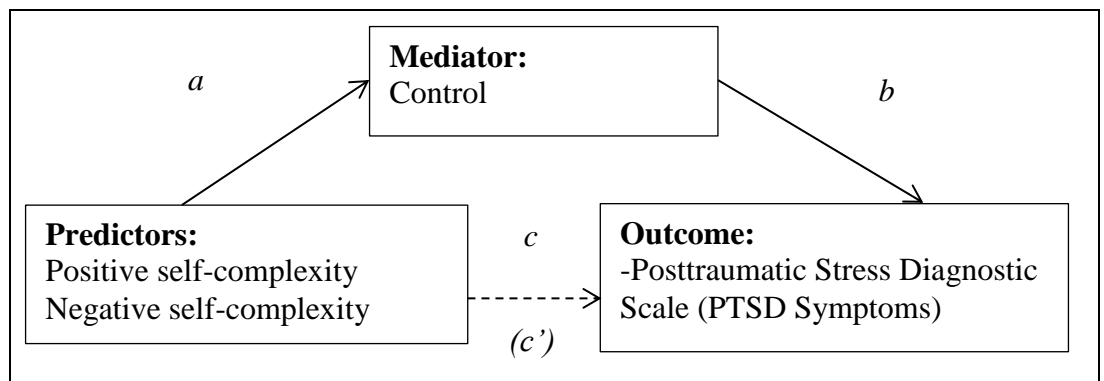 Mediator:
Control
a
b
Predictors:
Positive self-complexity
Negative self-complexity
c
(c’)
Outcome:
-Posttraumatic Stress Diagnostic
Scale (PTSD Symptoms)